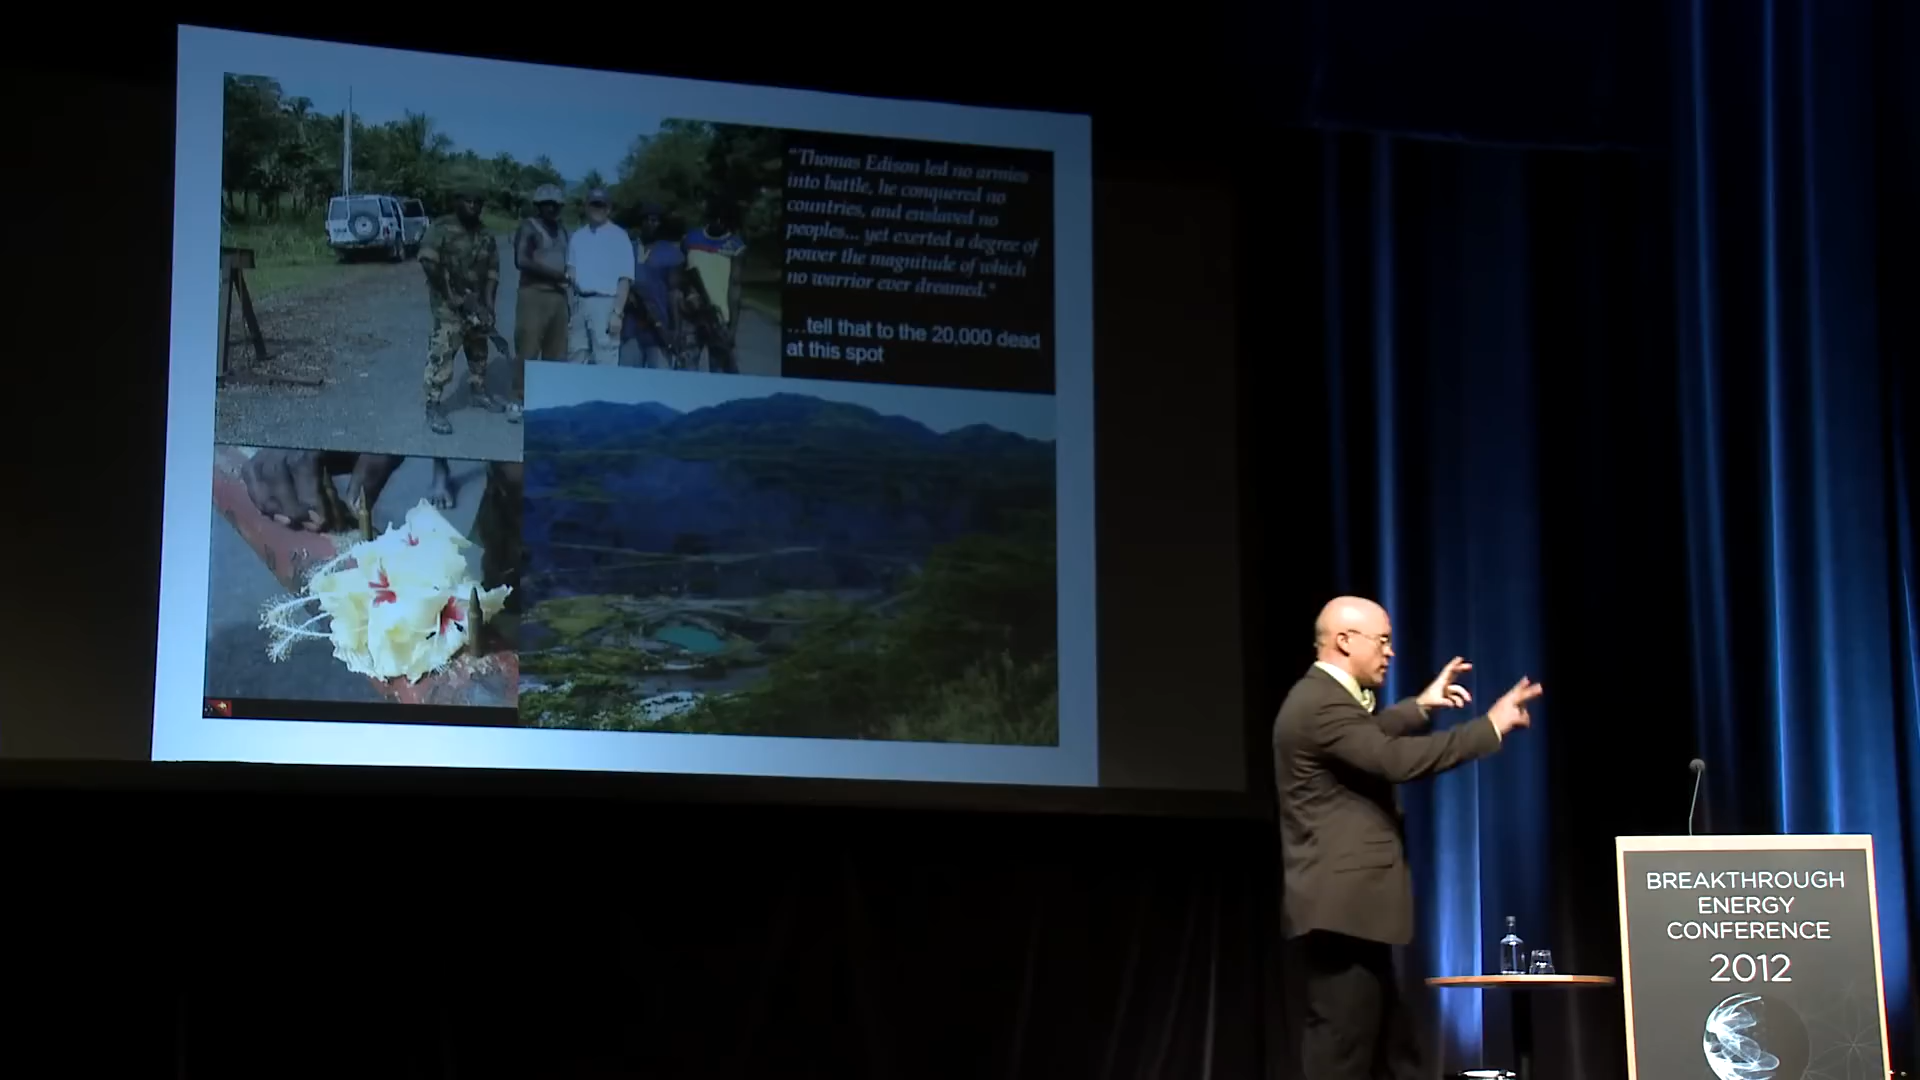 "Thomas Edison led no armies
into battle, he conquered no
countries, and enslaved no
peoples... yet exerted a degree of
power the magnitude of which
no warrior ever dreamed."
...tell that to the 20,000 dead
at this spot
BREAKTHROUGH
ENERGY
CONFERENCE
2012